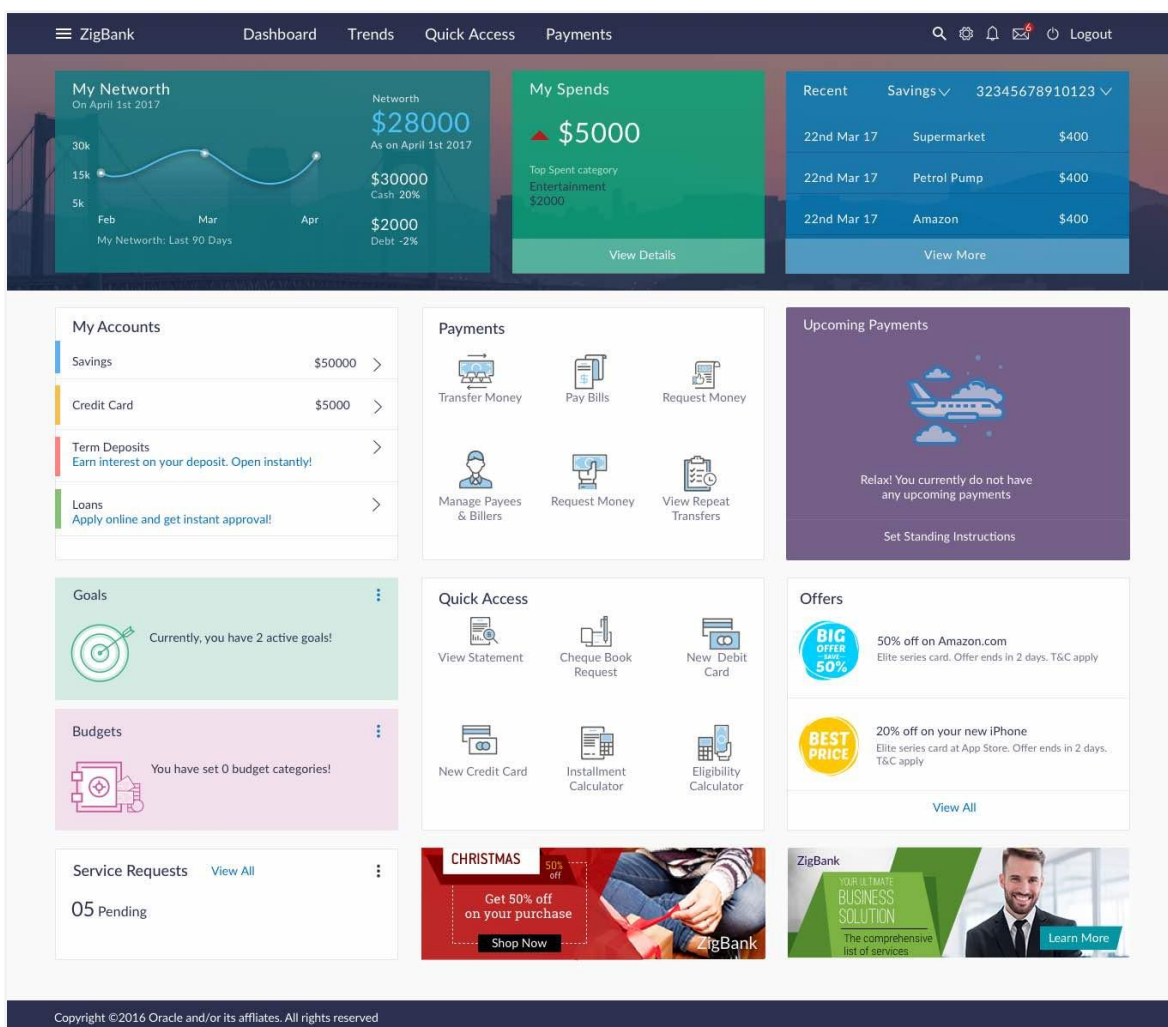 ZigBank Dashboard Trends Quick Access Payments 6 Logout
My Networth
On April 1st 2017
30k
15k
5k
Feb Mar Apr
My Networth: Last 90 Days
Networth
$28000
As on April 1st 2017
$30000
Cash 20%
$2000
Debt -2%
My Spends
$5000
Top Spent category
Entertainment
$2000
View Details
Recent Savings 32345678910123
22nd Mar 17 Supermarket $400
22nd Mar 17 Petrol Pump $400
22nd Mar 17 Amazon $400
View More
My Accounts
Savings $50000
Credit Card $5000
Term Deposits
Earn interest on your deposit. Open instantly!
Loans
Apply online and get instant approval!
Payments
Transfer Money Pay Bills Request Money
Manage Payees Request Money View Repeat
& Billers Transfers
Upcoming Payments
Relax! You currently do not have
any upcoming payments
Set Standing Instructions
Goals
Currently, you have 2 active goals!
Budgets
You have set 0 budget categories!
Quick Access
View Statement Cheque Book New Debit
Request Card
New Credit Card Installment Eligibility
Calculator Calculator
Offers
BIG
OFFER
SAVE
50%
50% off on Amazon.com
Elite series card. Offer ends in 2 days. T&C apply
BEST
PRICE
20% off on your new iPhone
Elite series card at App Store. Offer ends in 2 days.
T&C apply
View All
Service Requests View All
05 Pending
CHRISTMAS
50%
off
Get 50% off
on your purchase
Shop Now
ZigBank
ZigBank
YOUR ULTIMATE
BUSINESS
SOLUTION
The comprehensive
list of services
Learn More
Copyright ©2016 Oracle and/or its affliates. All rights reserved